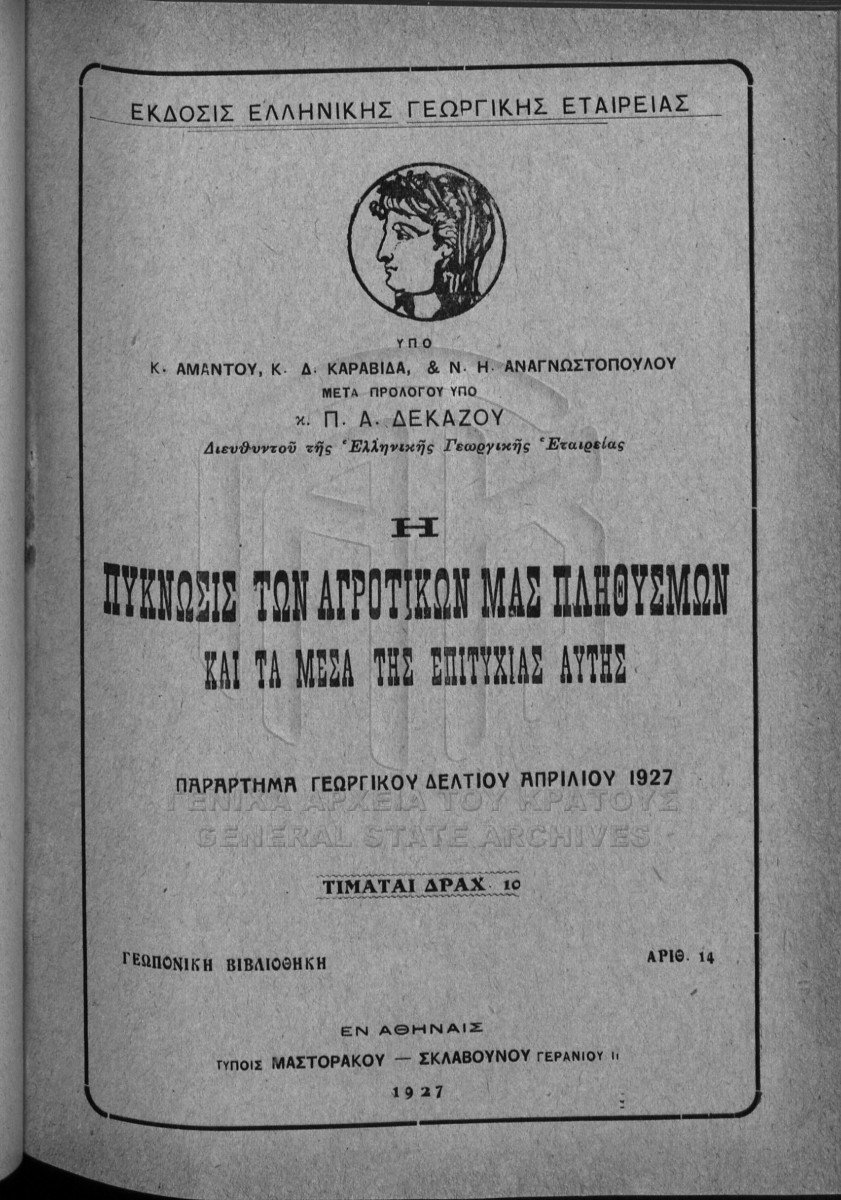 ΕΚΔΟΣΙΣ ΕΛΛΗΝΙΚΗΣ ΓΕΩΡΓΙΚΗΣ ΕΤΑΙΡΕΙΑΣ
ΥΠΟ
Κ. ΑΜΑΝΤΟΥ, Κ. Δ. ΚΑΡΑΒΙΔΑ, & Ν. Η. ΑΝΑΓΝΩΣΤΟΠΟΥΛΟΥ
ΜΕΤΑ ΠΡΟΛΟΓΟΥ ΥΠΟ
κ. Π. Α. ΔΕΚΑΖΟΥ
Διευθυντοῦ τῆς Ἑλληνικῆς Γεωργικῆς Ἑταιρείας
Η
ΠΥΚΝΩΣΙΣ ΤΩΝ ΑΓΡΟΤΙΚΩΝ ΜΑΣ ΠΛΗΘΥΣΜΩΝ
ΚΑΙ ΤΑ ΜΕΣΑ ΤΗΣ ΕΠΙΤΥΧΙΑΣ ΑΥΤΗΣ
ΠΑΡΑΡΤΗΜΑ ΓΕΩΡΓΙΚΟΥ ΔΕΛΤΙΟΥ ΑΠΡΙΛΙΟΥ 1927
ΓΕΝΙΚΑ ΑΡΧΕΙΑ ΤΟΥ ΚΡΑΤΟΥΣ
GENERAL STATE ARCHIVES
ΤΙΜΑΤΑΙ ΔΡΑΧ. 10
ΓΕΩΠΟΝΙΚΗ ΒΙΒΛΙΟΘΗΚΗ ΑΡΙΘ. 14
ΕΝ ΑΘΗΝΑΙΣ
ΤΥΠΟΙΣ ΜΑΣΤΟΡΑΚΟΥ — ΣΚΛΑΒΟΥΝΟΥ ΓΕΡΑΝΙΟΥ 11
1927